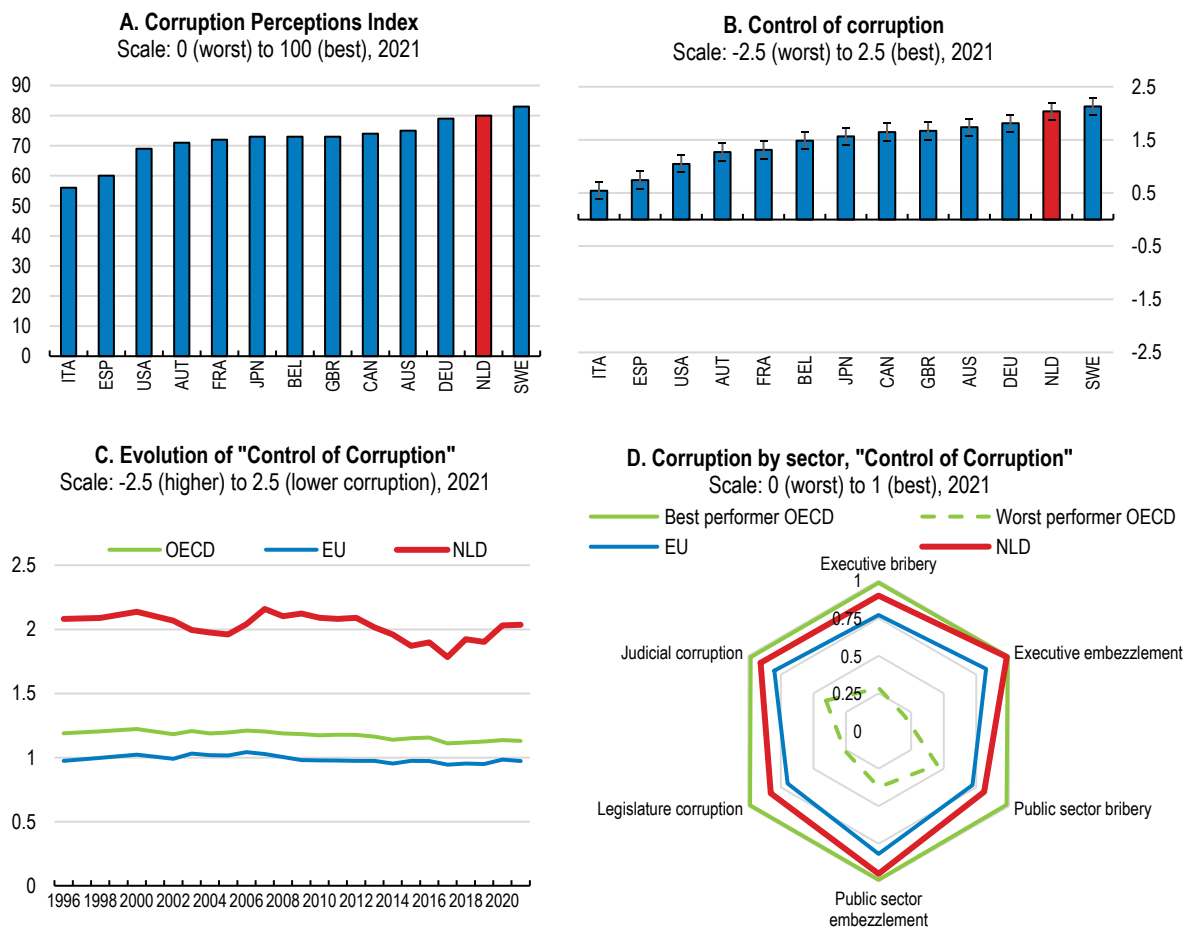 A. Corruption Perceptions Index
Scale: 0 (worst) to 100 (best), 2021
90
80
70
60
50
40
30
20
10
0
ITA
ESP
USA
AUT
FRA
JPN
BEL
GBR
CAN
AUS
DEU
NLD
SWE
B. Control of corruption
Scale: -2.5 (worst) to 2.5 (best), 2021
2.5
1.5
0.5
-0.5
-1.5
-2.5
ITA
ESP
USA
AUT
FRA
BEL
JPN
CAN
GBR
AUS
DEU
NLD
SWE
C. Evolution of "Control of Corruption"
Scale: -2.5 (higher) to 2.5 (lower corruption), 2021
OECD
EU
NLD
2.5
2
1.5
1
0.5
0
1996 1998 2000 2002 2004 2006 2008 2010 2012 2014 2016 2018 2020
D. Corruption by sector, "Control of Corruption"
Scale: 0 (worst) to 1 (best), 2021
Best performer OECD
Worst performer OECD
EU
NLD
Executive bribery
1
0.75
0.5
0.25
0
Executive embezzlement
Public sector bribery
Public sector
embezzlement
Legislature corruption
Judicial corruption